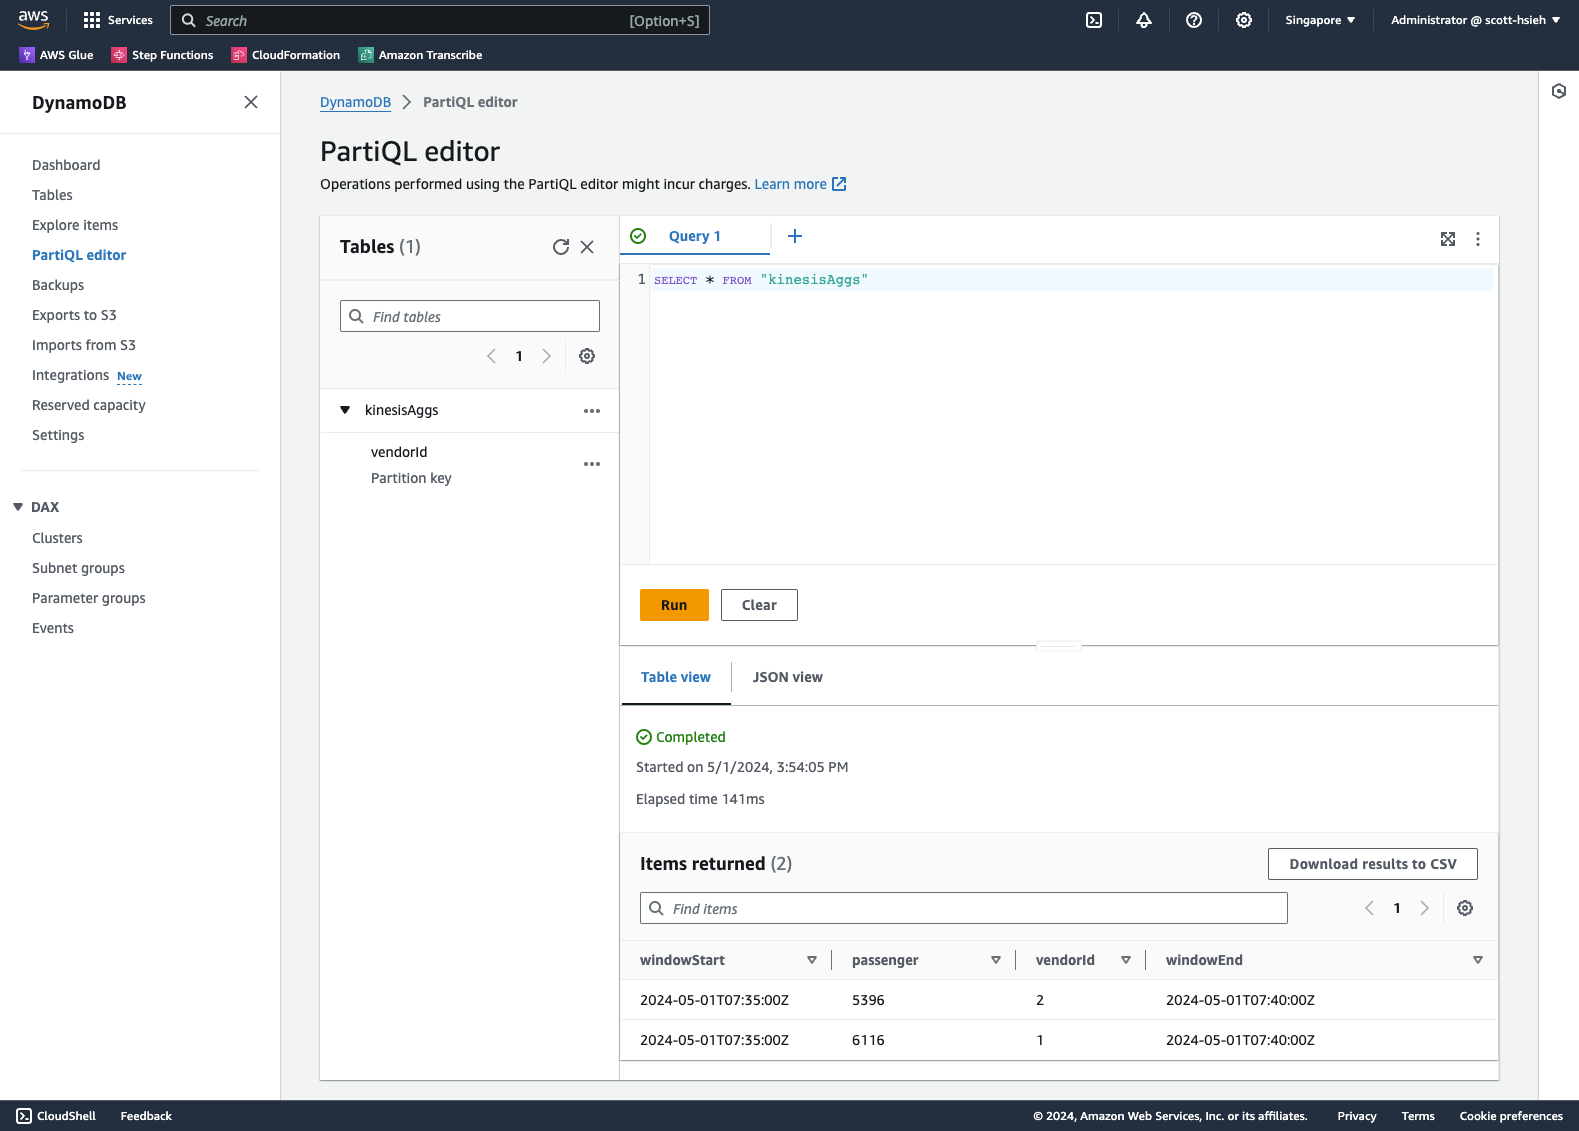 aws Services Search [Option+S] Singapore Administrator @ scott-hsieh
AWS Glue Step Functions CloudFormation Amazon Transcribe
DynamoDB
Dashboard
Tables
Explore items
PartiQL editor
Backups
Exports to S3
Imports from S3
Integrations New
Reserved capacity
Settings
DAX
Clusters
Subnet groups
Parameter groups
Events
DynamoDB PartiQL editor
PartiQL editor
Operations performed using the PartiQL editor might incur charges. Learn more
Tables (1)
Find tables
1
kinesisAggs
vendorId
Partition key
Query 1
1 SELECT * FROM "kinesisAggs"
Run Clear
Table view JSON view
Completed
Started on 5/1/2024, 3:54:05 PM
Elapsed time 141ms
Items returned (2) Download results to CSV
Find items 1
windowStart passenger vendorId windowEnd
2024-05-01T07:35:00Z 5396 2 2024-05-01T07:40:00Z
2024-05-01T07:35:00Z 6116 1 2024-05-01T07:40:00Z
CloudShell Feedback © 2024, Amazon Web Services, Inc. or its affiliates. Privacy Terms Cookie preferences